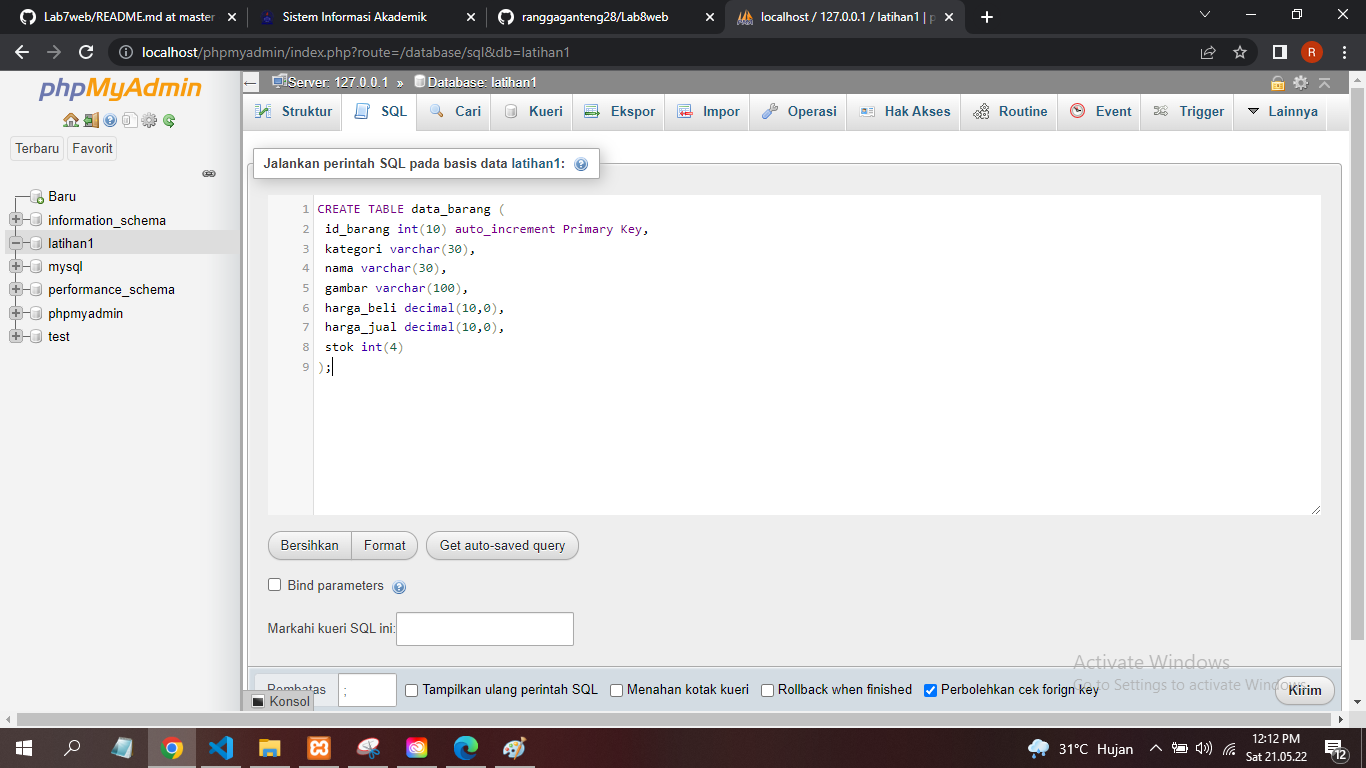 Lab7web/README.md at master
Sistem Informasi Akademik
ranggaganteng28/Lab8web
localhost / 127.0.0.1 / latihan1 | p
localhost/phpmyadmin/index.php?route=/database/sql&db=latihan1
R
phpMyAdmin
Terbaru
Favorit
Baru
information_schema
latihan1
mysql
performance_schema
phpmyadmin
test
Server: 127.0.0.1 » Database: latihan1
Struktur
SQL
Cari
Kueri
Ekspor
Impor
Operasi
Hak Akses
Routine
Event
Trigger
Lainnya
Jalankan perintah SQL pada basis data latihan1:
1 CREATE TABLE data_barang (
2 id_barang int(10) auto_increment Primary Key,
3 kategori varchar(30),
4 nama varchar(30),
5 gambar varchar(100),
6 harga_beli decimal(10,0),
7 harga_jual decimal(10,0),
8 stok int(4)
9 );
Bersihkan
Format
Get auto-saved query
Bind parameters
Markahi kueri SQL ini:
Pembatas
;
Tampilkan ulang perintah SQL
Menahan kotak kueri
Rollback when finished
Perbolehkan cek forign key
Kirim
Konsol
Activate Windows
Go to Settings to activate Windows.
31°C Hujan
12:12 PM
Sat 21.05.22
12